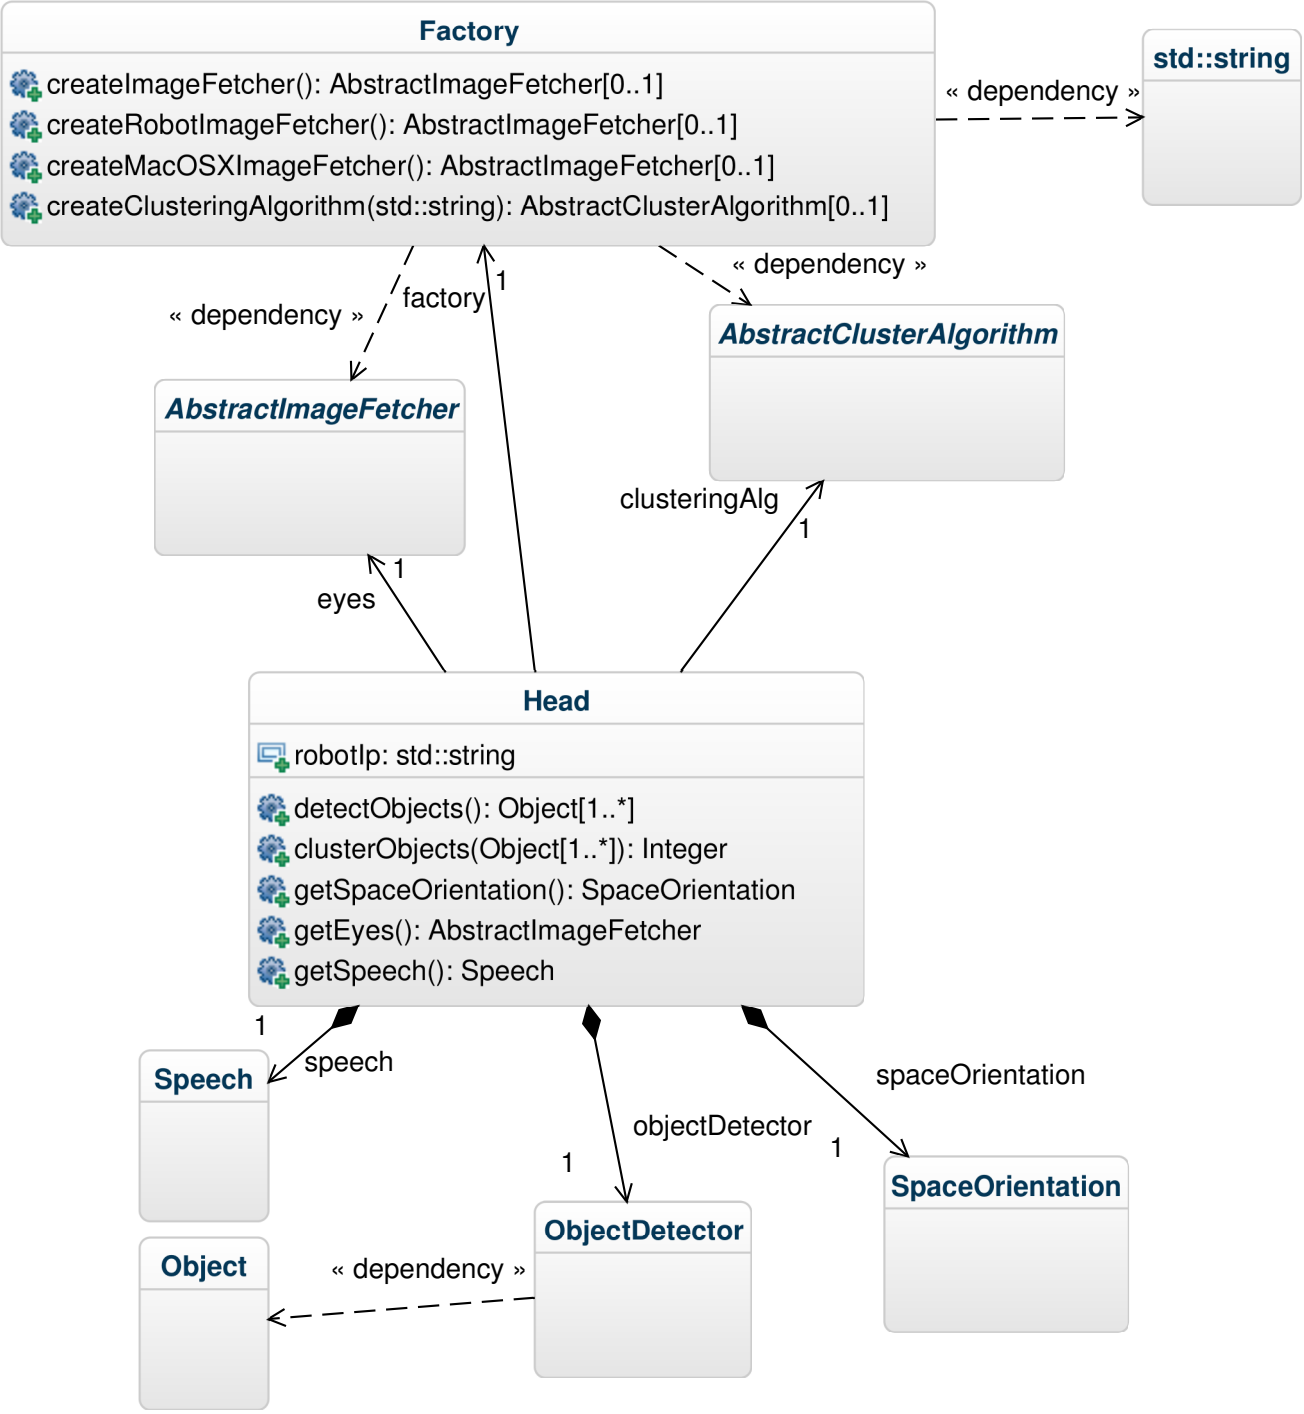 Factory
createImageFetcher(): AbstractImageFetcher[0..1]
createRobotImageFetcher(): AbstractImageFetcher[0..1]
createMacOSXImageFetcher(): AbstractImageFetcher[0..1]
createClusteringAlgorithm(std::string): AbstractClusterAlgorithm[0..1]
« dependency »
std::string
« dependency »
factory
1
« dependency »
AbstractImageFetcher
AbstractClusterAlgorithm
clusteringAlg
1
1
eyes
Head
robotIp: std::string
detectObjects(): Object[1..*]
clusterObjects(Object[1..*]): Integer
getSpaceOrientation(): SpaceOrientation
getEyes(): AbstractImageFetcher
getSpeech(): Speech
1
speech
Speech
objectDetector
1
spaceOrientation
1
SpaceOrientation
ObjectDetector
« dependency »
Object